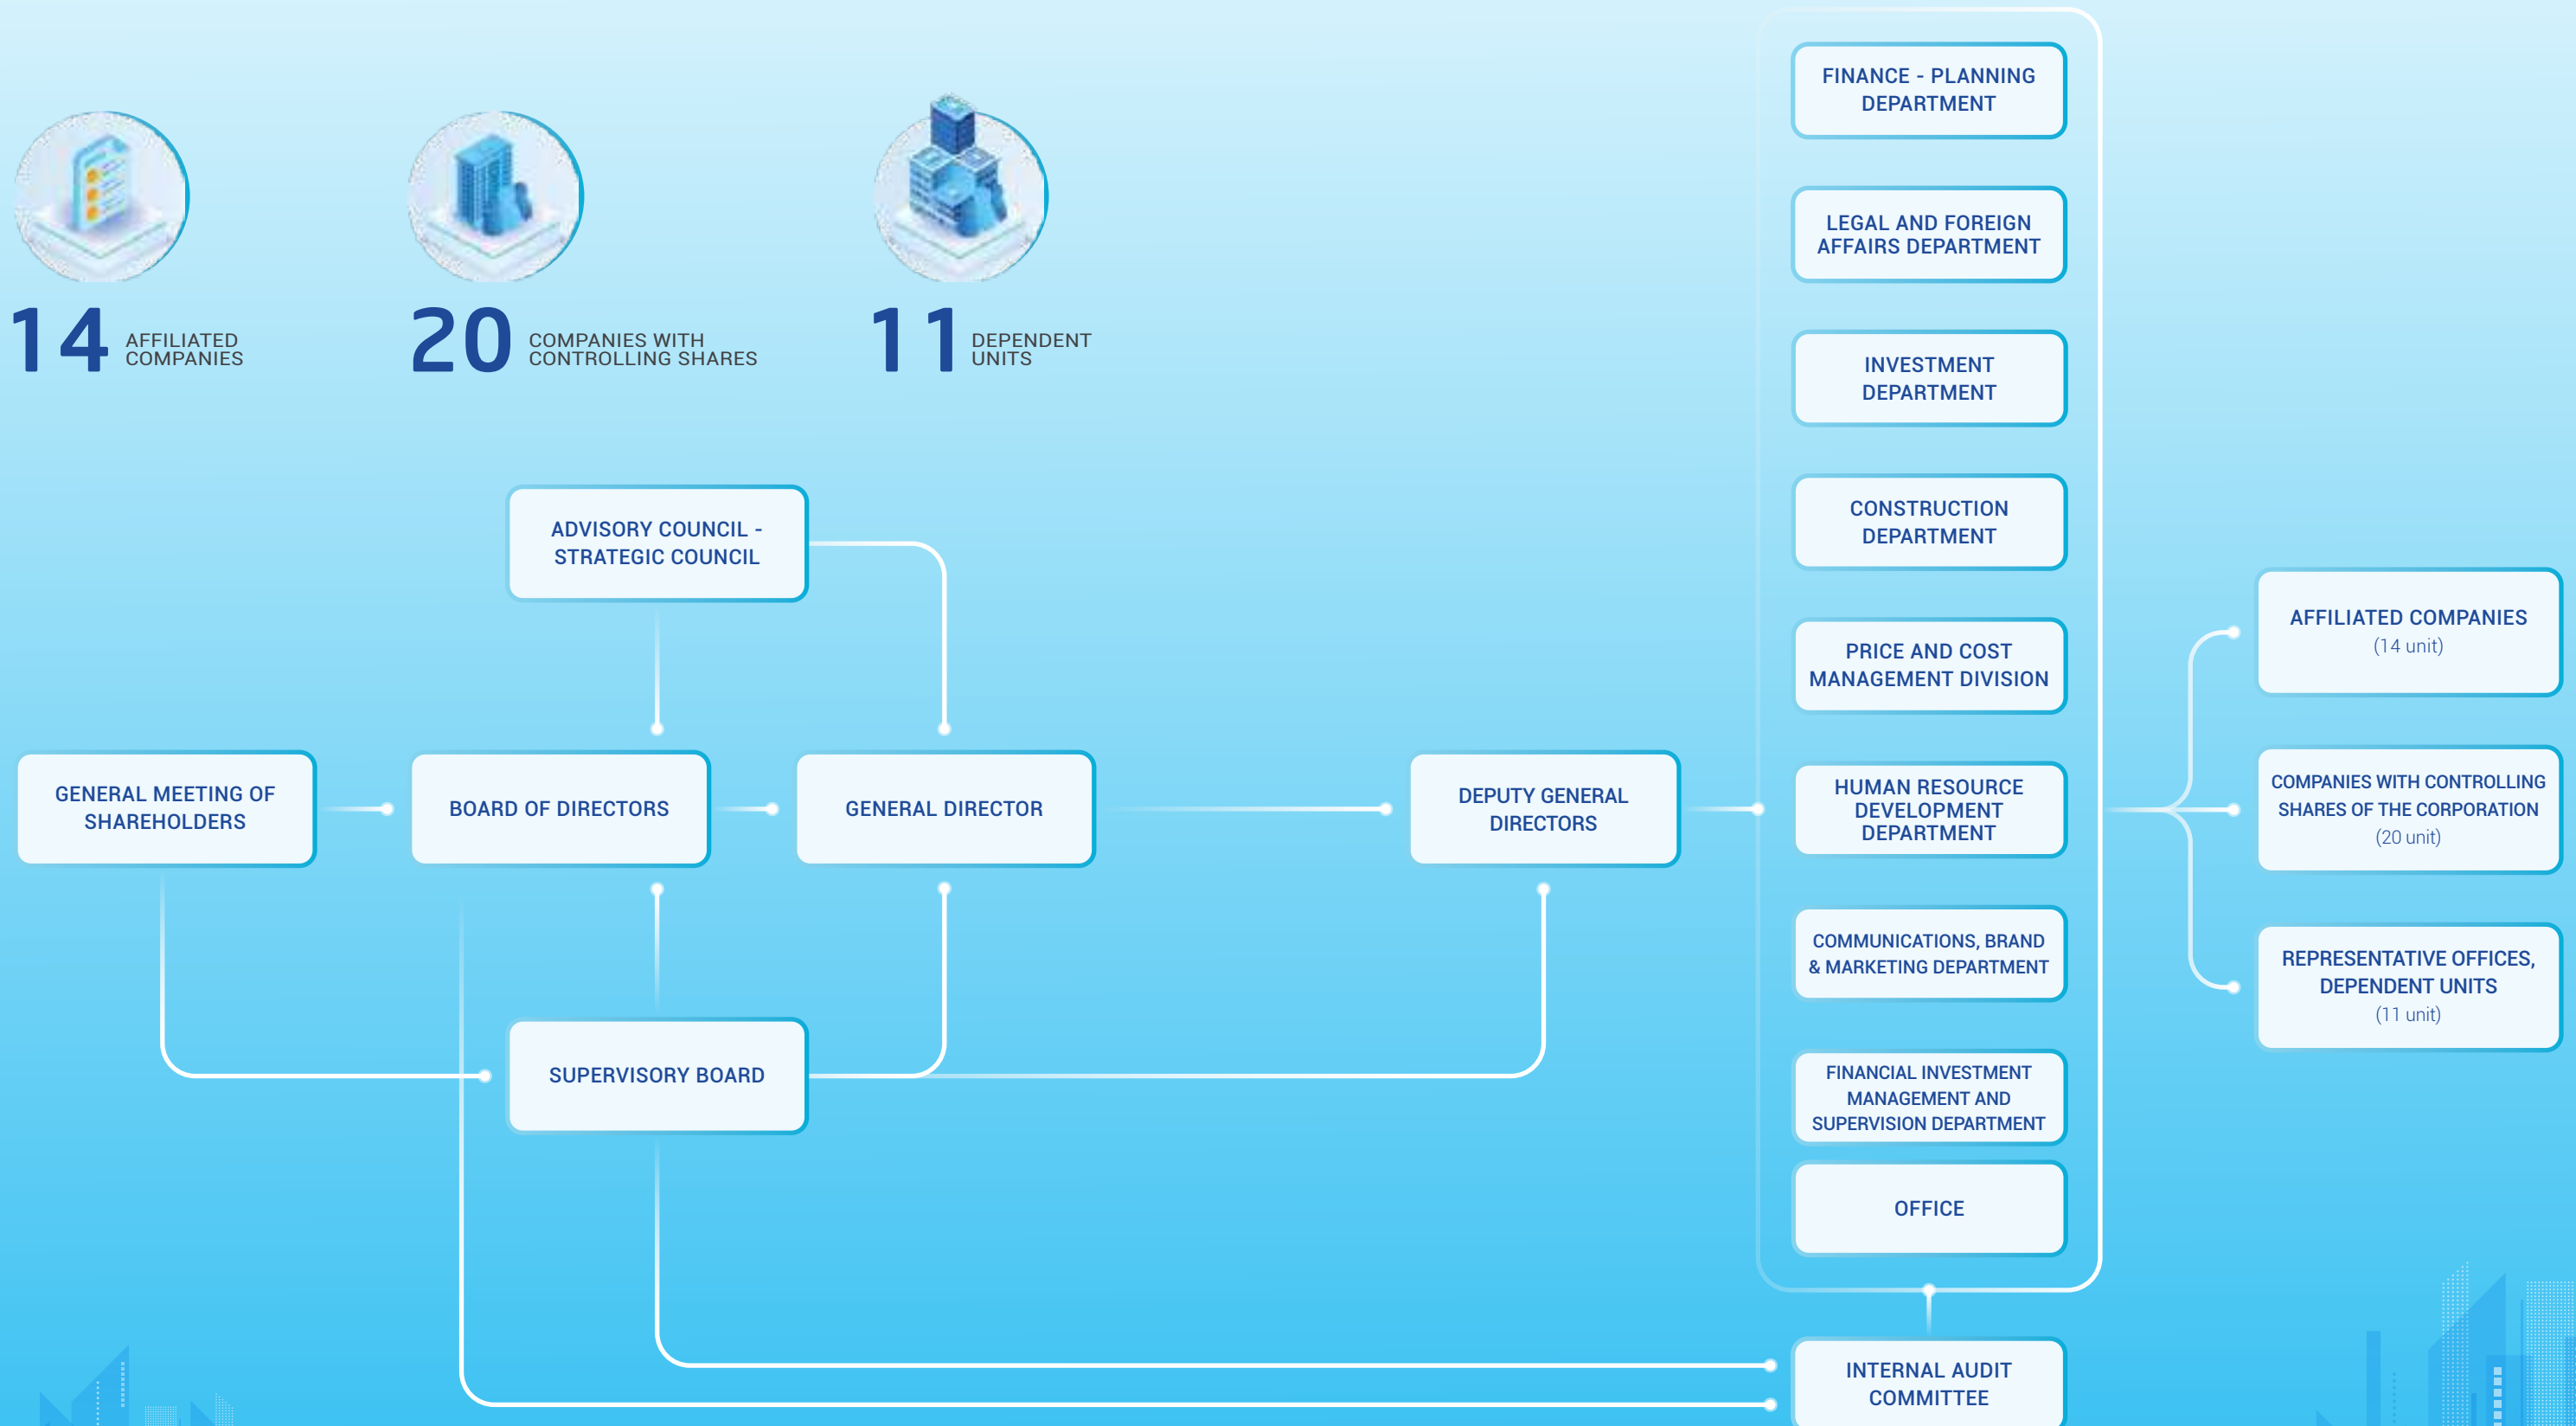 14 AFFILIATED
COMPANIES
20 COMPANIES WITH
CONTROLLING SHARES
11 DEPENDENT
UNITS
ADVISORY COUNCIL -
STRATEGIC COUNCIL
GENERAL MEETING OF
SHAREHOLDERS
BOARD OF DIRECTORS
GENERAL DIRECTOR
DEPUTY GENERAL
DIRECTORS
SUPERVISORY BOARD
FINANCE - PLANNING
DEPARTMENT
LEGAL AND FOREIGN
AFFAIRS DEPARTMENT
INVESTMENT
DEPARTMENT
CONSTRUCTION
DEPARTMENT
PRICE AND COST
MANAGEMENT DIVISION
HUMAN RESOURCE
DEVELOPMENT
DEPARTMENT
COMMUNICATIONS, BRAND
& MARKETING DEPARTMENT
FINANCIAL INVESTMENT
MANAGEMENT AND
SUPERVISION DEPARTMENT
OFFICE
INTERNAL AUDIT
COMMITTEE
AFFILIATED COMPANIES
(14 unit)
COMPANIES WITH CONTROLLING
SHARES OF THE CORPORATION
(20 unit)
REPRESENTATIVE OFFICES,
DEPENDENT UNITS
(11 unit)